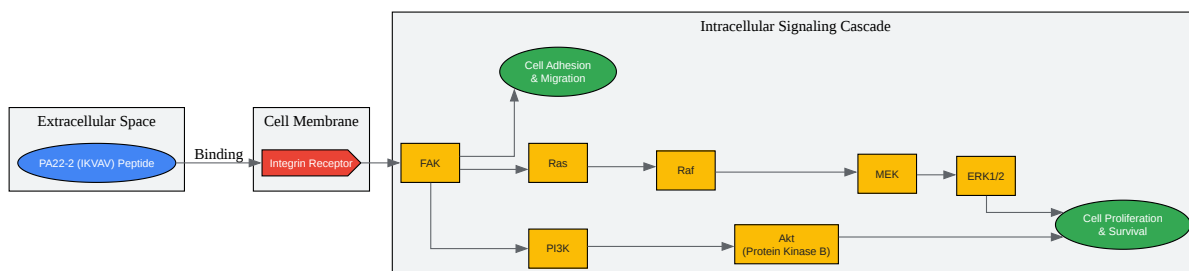 Intracellular Signaling Cascade
Cell Adhesion
& Migration
Extracellular Space
Cell Membrane
PA22-2 (IKVAV) Peptide
Binding
Integrin Receptor
FAK
Ras
Raf
MEK
ERK1/2
Cell Proliferation
& Survival
PI3K
Akt
(Protein Kinase B)